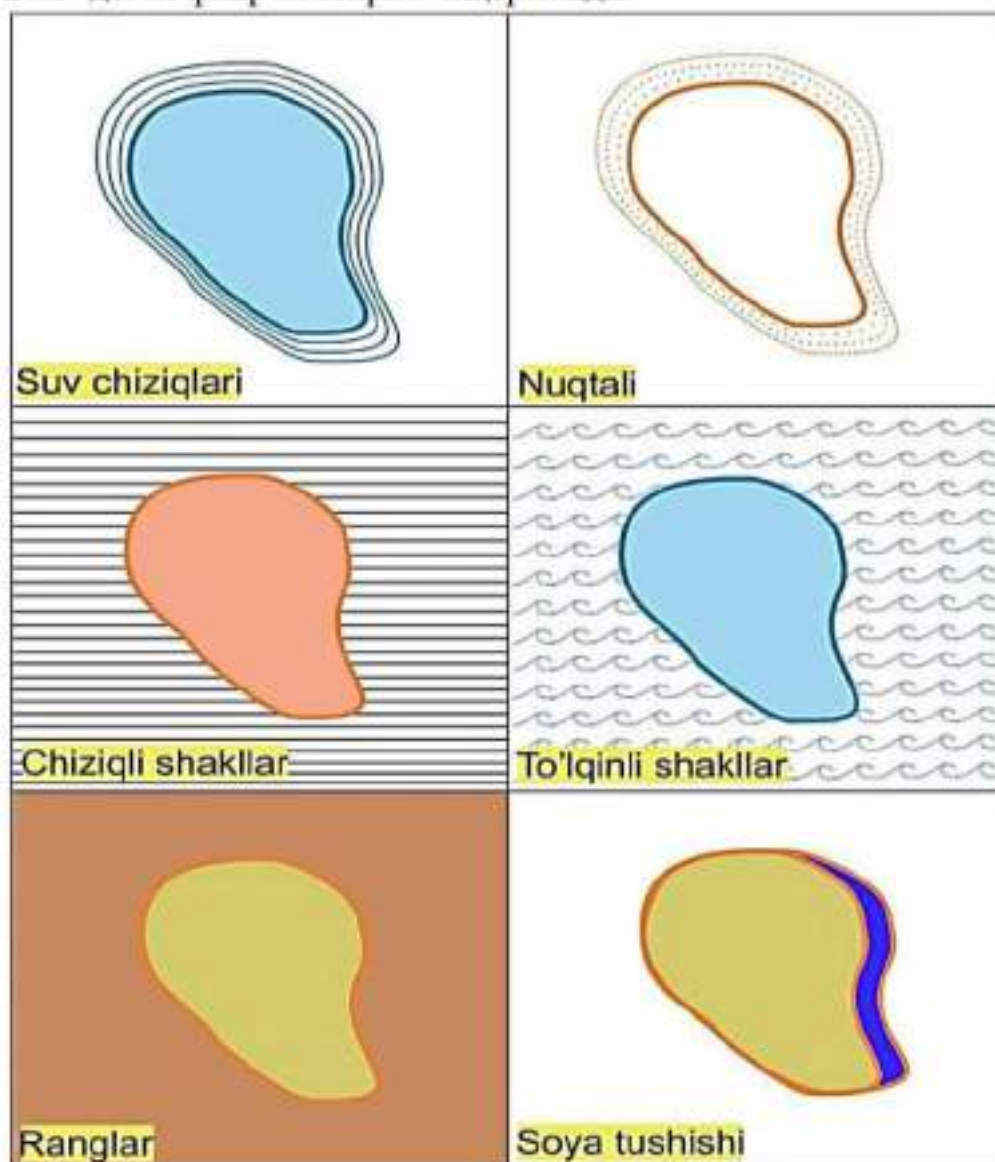 Suv chiziqlari
Nuqtali
Chiziqli shakllar
To'lqinli shakllar
Ranglar
Soya tushishi